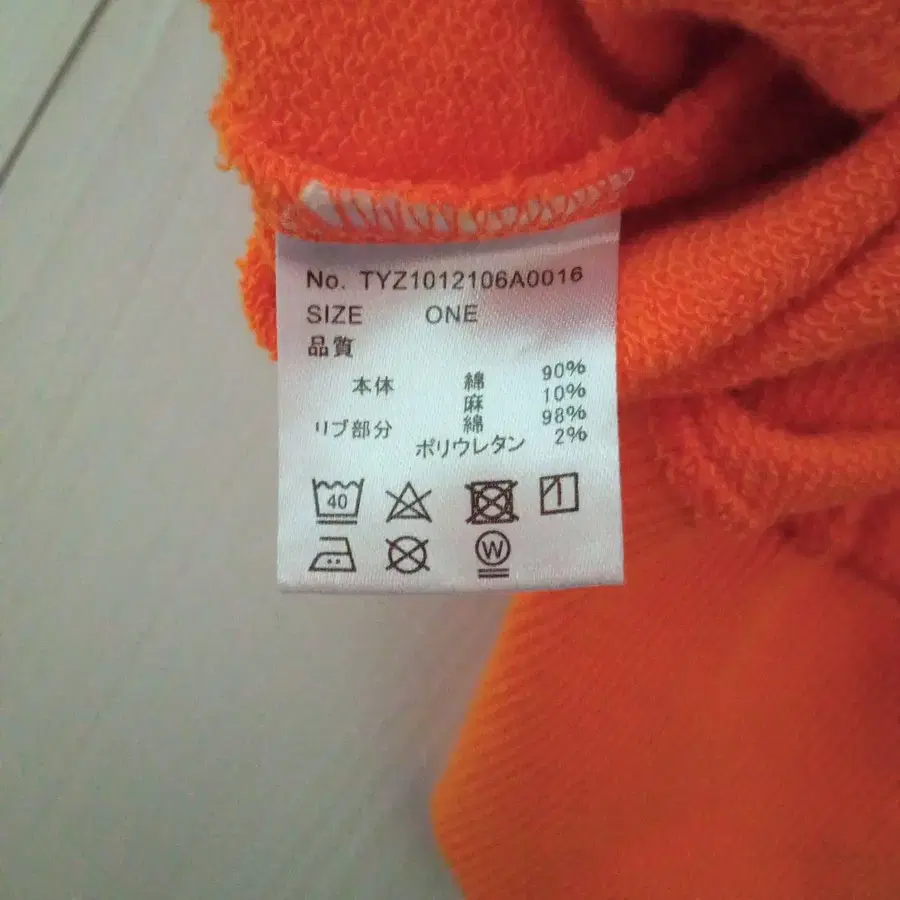 No. TYZ1012106A0016
SIZE ONE
品質
本体 綿 90%
麻 10%
リブ部分 綿 98%
ポリウレタン 2%
40
W